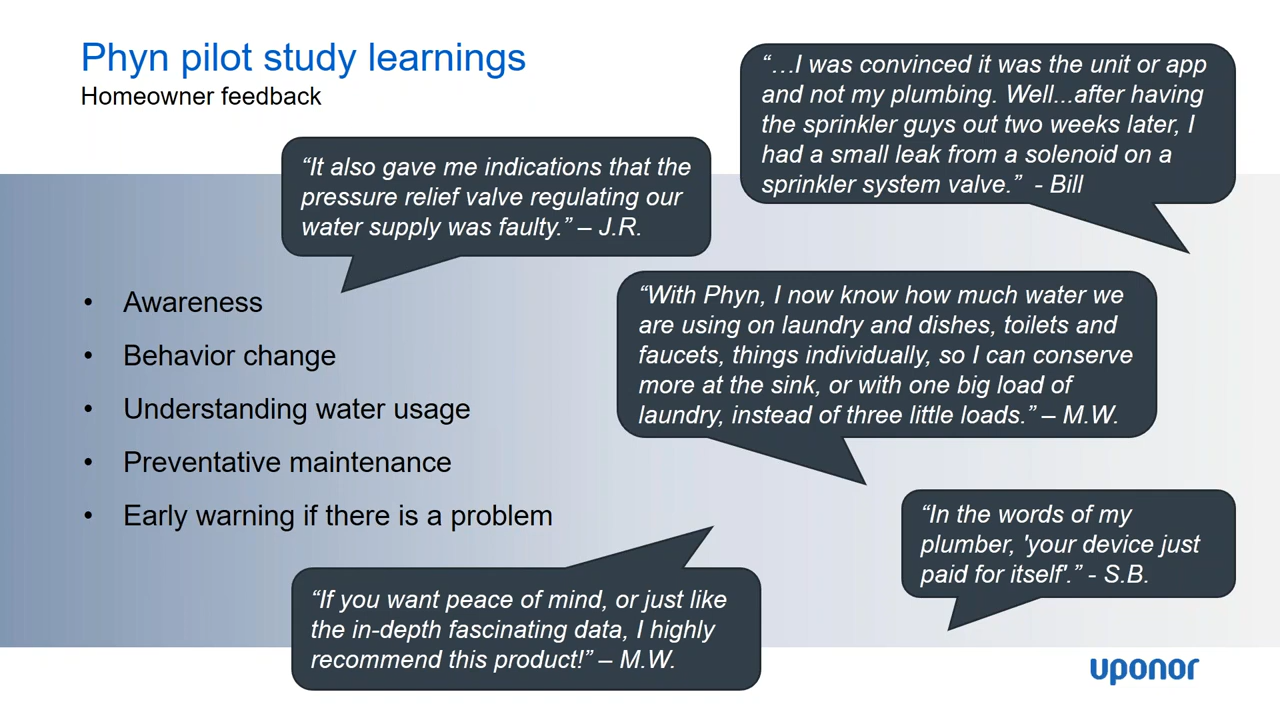 Phyn pilot study learnings
Homeowner feedback
“…I was convinced it was the unit or app
and not my plumbing. Well...after having
the sprinkler guys out two weeks later, I
had a small leak from a solenoid on a
sprinkler system valve.” - Bill
“It also gave me indications that the
pressure relief valve regulating our
water supply was faulty.” – J.R.
• Awareness
• Behavior change
• Understanding water usage
• Preventative maintenance
• Early warning if there is a problem
“With Phyn, I now know how much water we
are using on laundry and dishes, toilets and
faucets, things individually, so I can conserve
more at the sink, or with one big load of
laundry, instead of three little loads.” – M.W.
“In the words of my
plumber, 'your device just
paid for itself'.” - S.B.
“If you want peace of mind, or just like
the in-depth fascinating data, I highly
recommend this product!” – M.W.
uponor